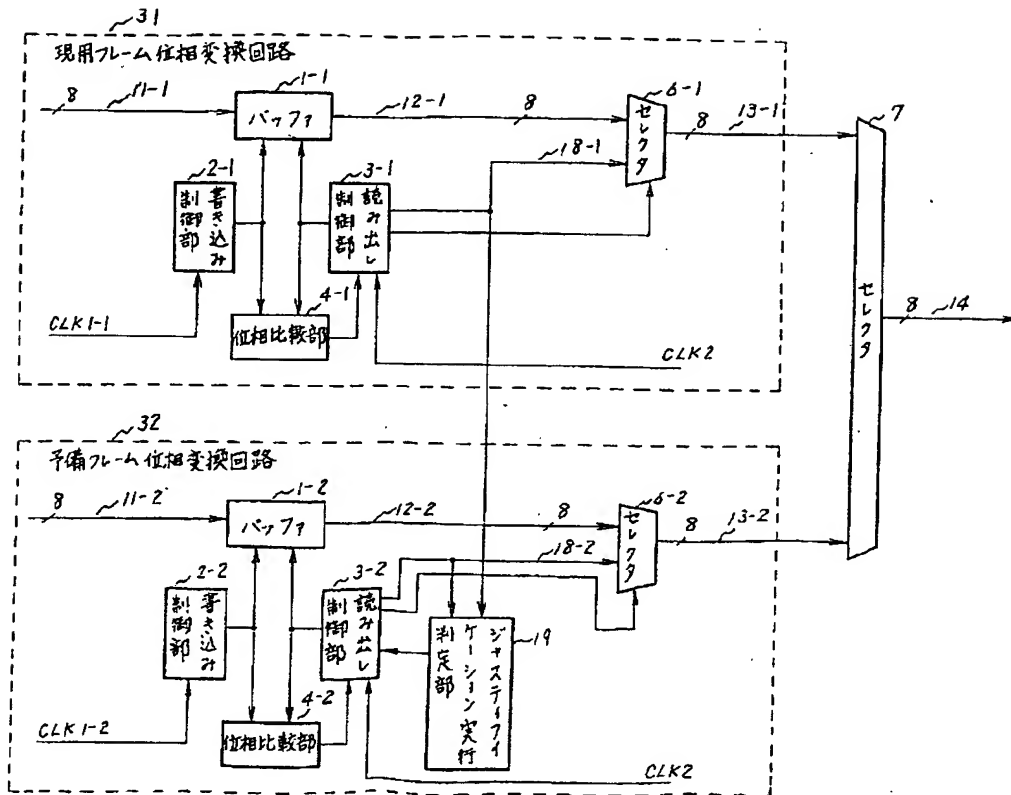 31
現用フレーム位相変換回路
8
11-1
1-1
バッファ
12-1
8
6-1
セレクタ
8
13-1
7
セレクタ
8
14
18-1
2-1
書き込み
制御部
3-1
読み出し
制御部
4-1
位相比較部
CLK1-1
CLK2
32
予備フレーム位相変換回路
8
11-2
1-2
バッファ
12-2
8
6-2
セレクタ
8
13-2
18-2
2-2
書き込み
制御部
3-2
読み出し
制御部
19
ジャスティフィ
ケーション実行
判定部
4-2
位相比較部
CLK1-2
CLK2